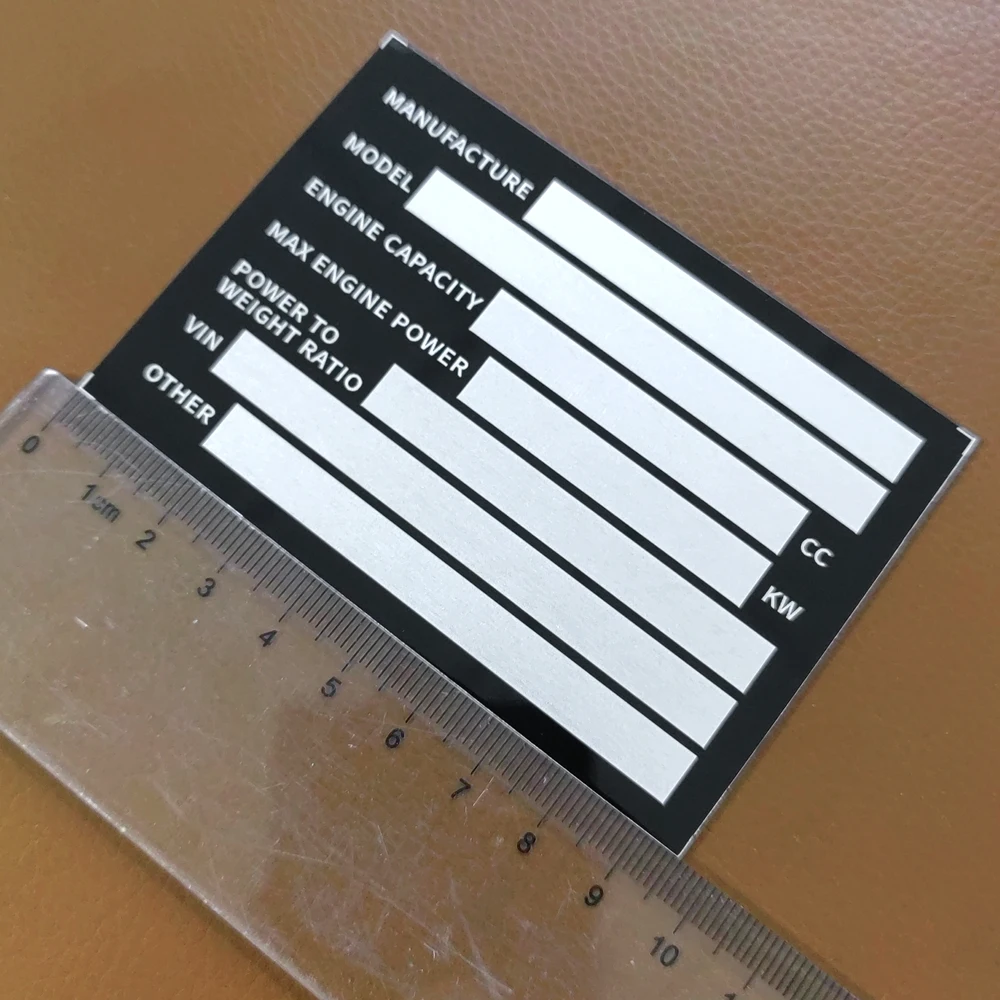 MANUFACTURE
MODEL
ENGINE CAPACITY
CC
MAX ENGINE POWER
KW
POWER TO
WEIGHT RATIO
VIN
OTHER
0 1cm 2 3 4 5 6 7 8 9 10